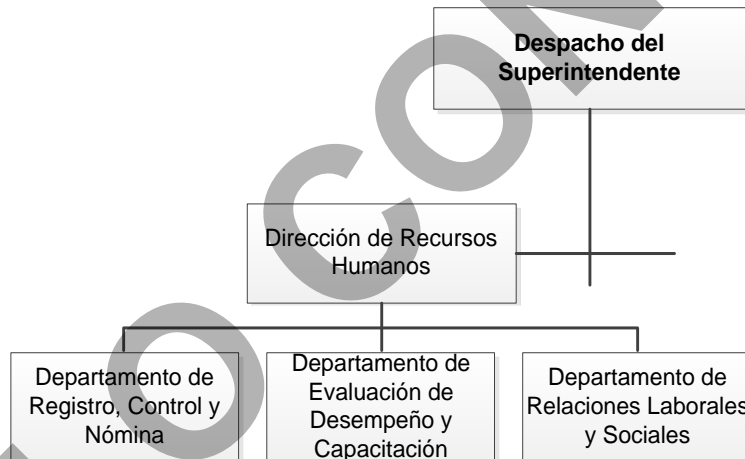 Despacho del
Superintendente
Dirección de Recursos
Humanos
Departamento de
Registro, Control y
Nómina
Departamento de
Evaluación de
Desempeño y
Capacitación
Departamento de
Relaciones Laborales
y Sociales
O CON